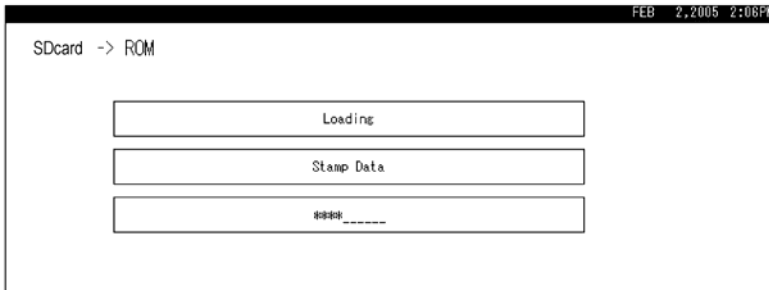 FEB 2,2005 2:06PM
SDcard -> ROM
Loading
Stamp Data
****______